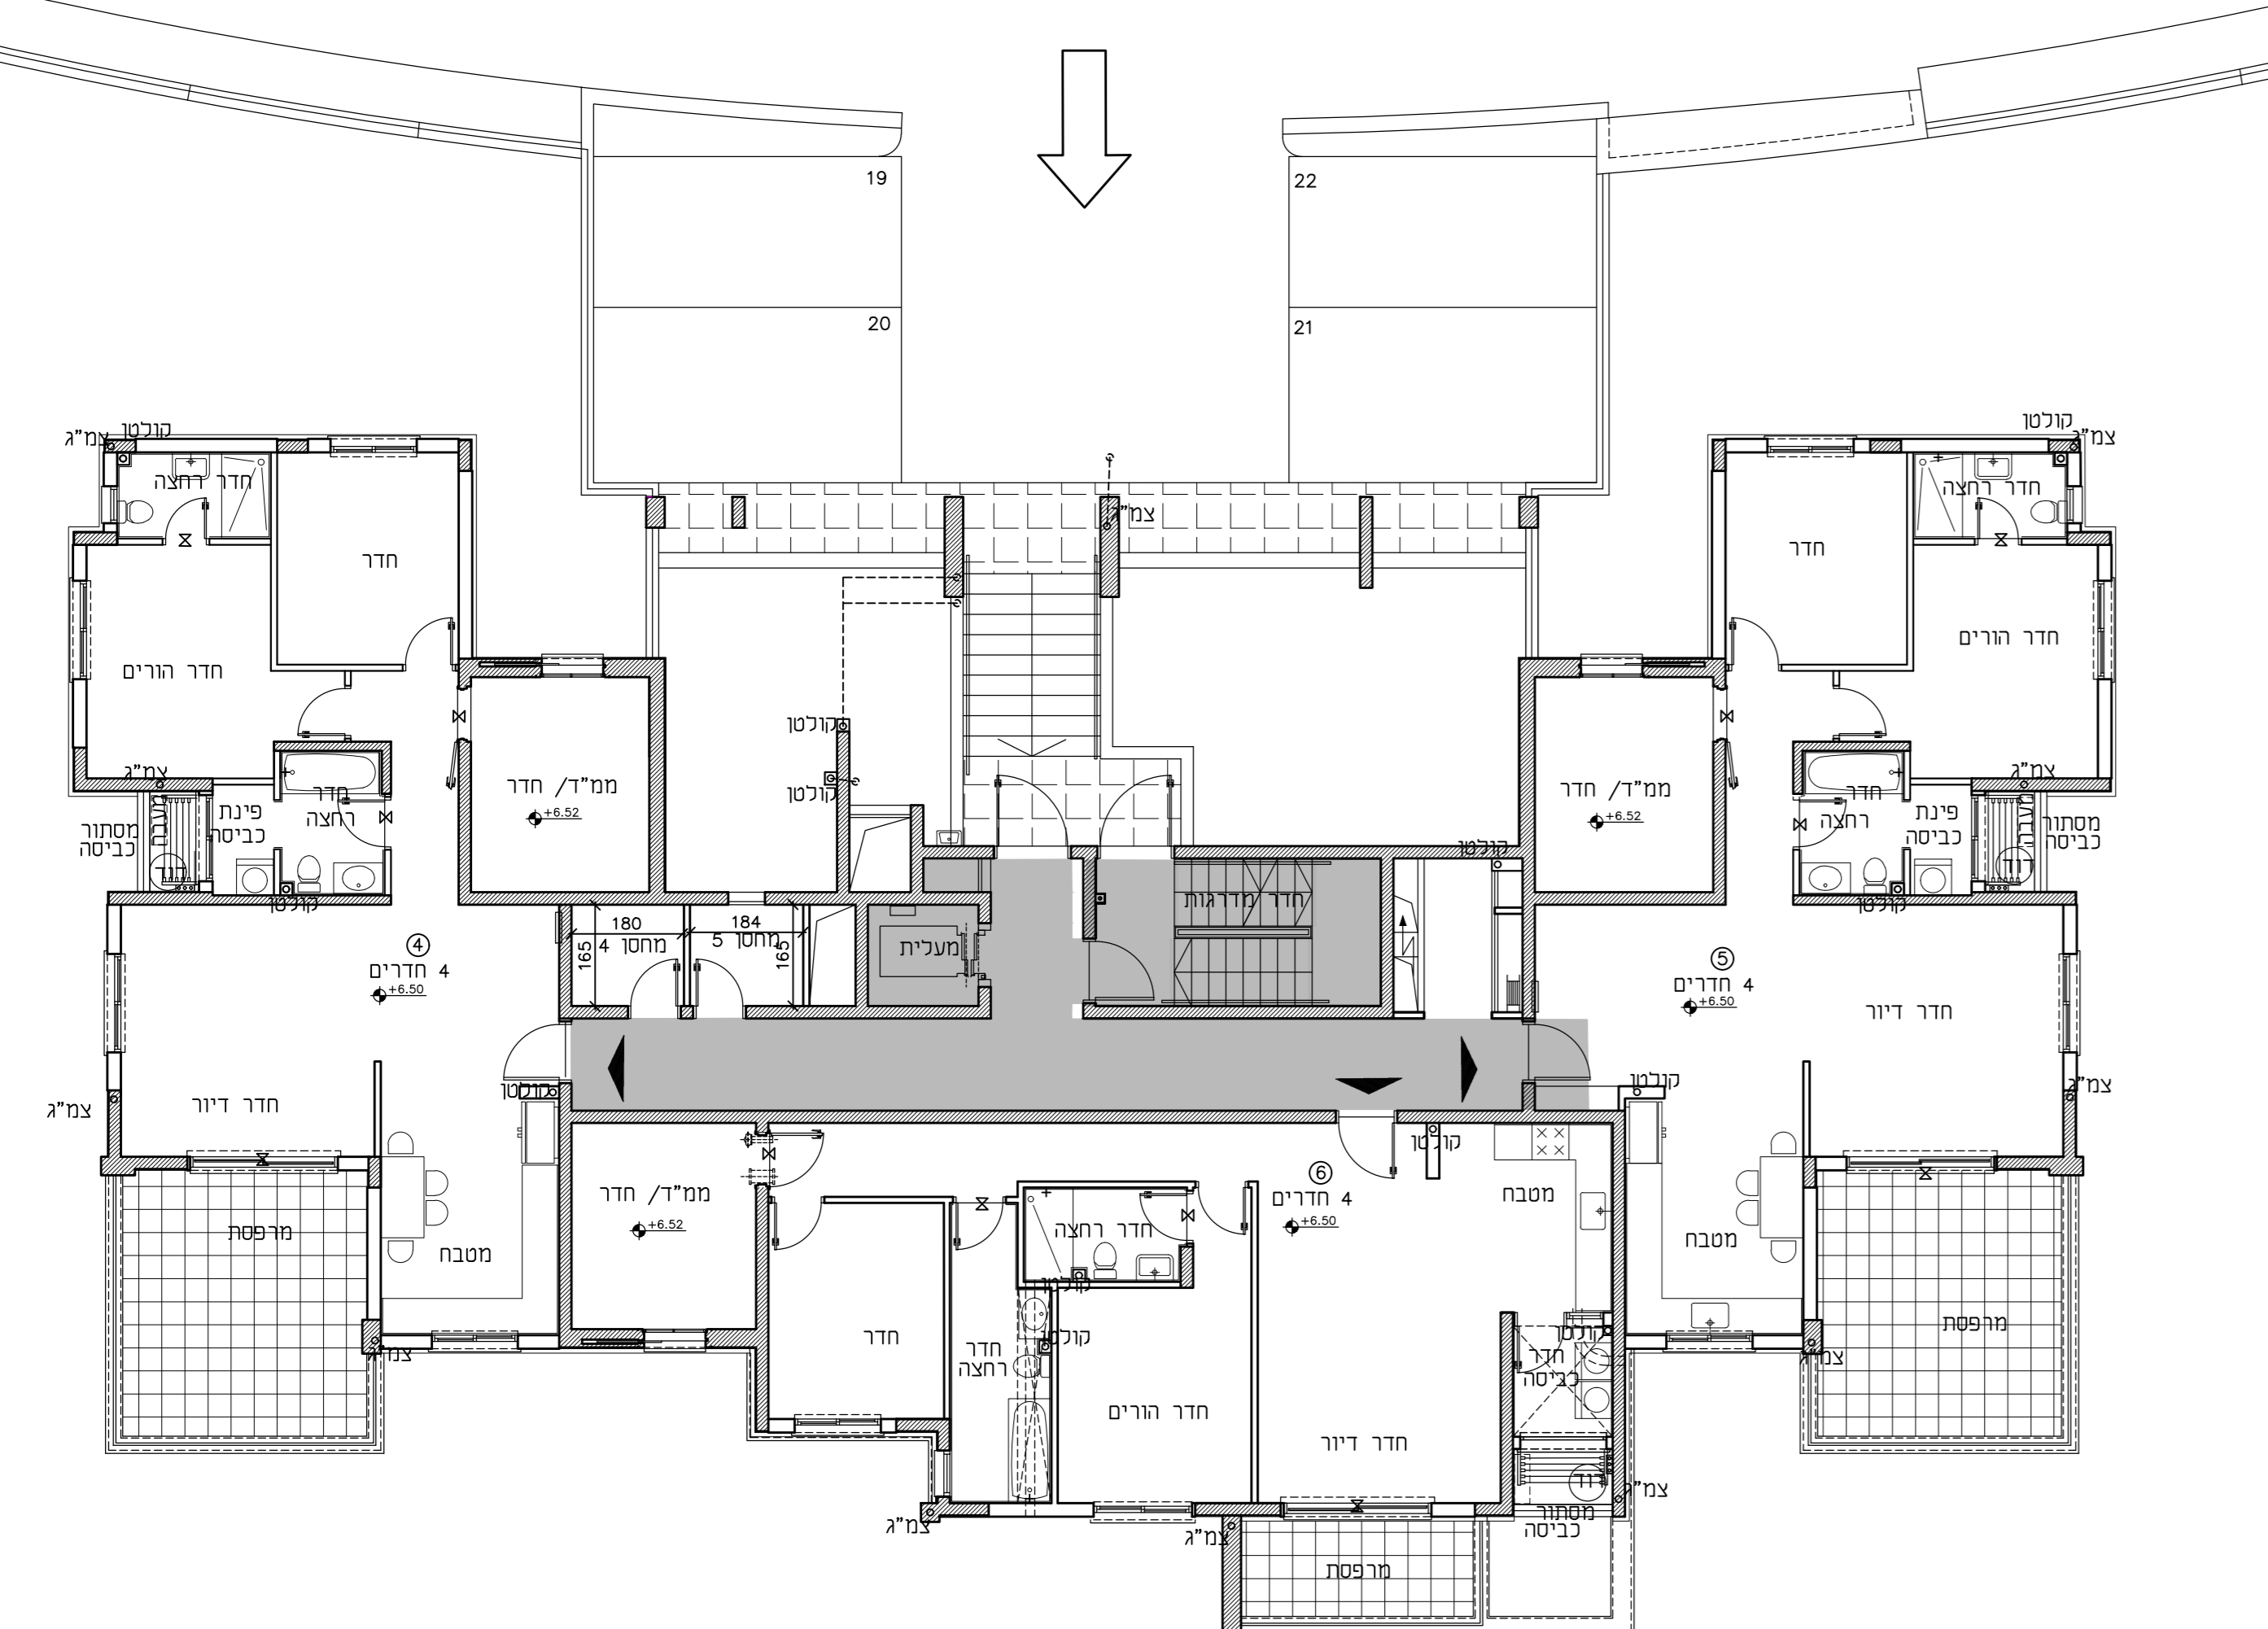 19
22
20
21
צמ"ג
קולטן
קולטן
צמ"ג
חדר רחצה
חדר רחצה
צמ"ג
חדר
חדר
חדר הורים
חדר הורים
קולטן
קולטן
צמ"ג
צמ"ג
ממ"ד/ חדר
+6.52
ממ"ד/ חדר
+6.52
חדר
רחצה
פינת
כביסה
מסתור
כביסה
דוד
קולטן
חדר
רחצה
פינת
כביסה
מסתור
כביסה
דוד
קולטן
קולטן
חדר מדרגות
מעלית
180
מחסן 4
165
184
מחסן 5
165
4
4 חדרים
+6.50
5
4 חדרים
+6.50
חדר דיור
חדר דיור
קולטן
קולטן
צמ"ג
צמ"ג
קולטן
ממ"ד/ חדר
+6.52
6
4 חדרים
+6.50
מטבח
חדר רחצה
קולטן
מרפסת
מטבח
מטבח
מרפסת
חדר
חדר
רחצה
קולטן
קולטן
חדר
כביסה
צמ"ג
צמ"ג
חדר הורים
חדר דיור
דוד
מסתור
כביסה
צמ"ג
צמ"ג
צמ"ג
מרפסת